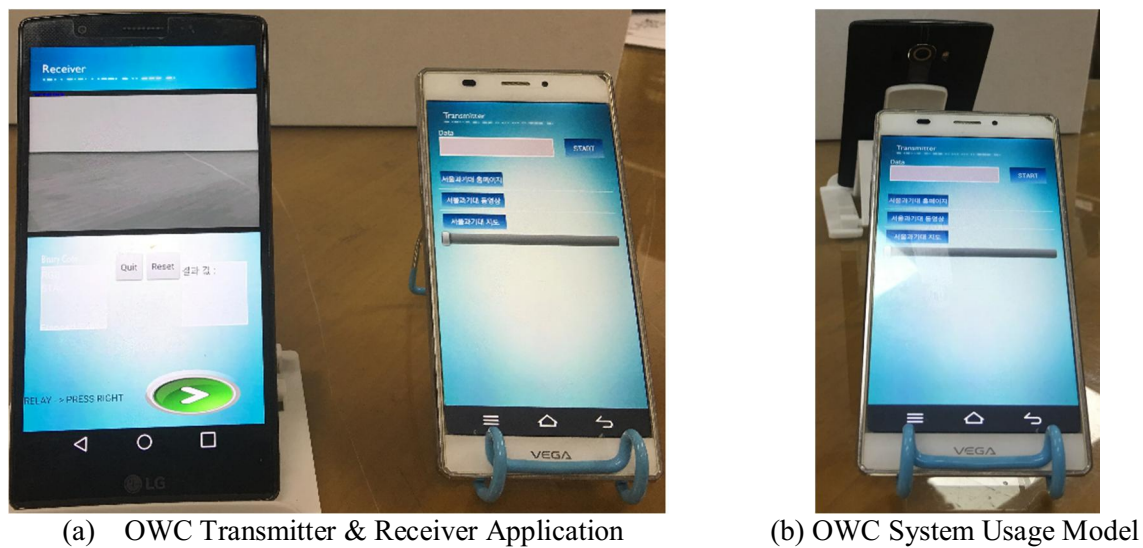 Receiver
Quit
Reset
결과 값 :
RELAY -> PRESS RIGHT
LG
Transmitter
Data
START
서울과기대 홈페이지
서울과기대 동영상
서울과기대 지도
VEGA
Transmitter
Data
START
서울과기대 홈페이지
서울과기대 동영상
서울과기대 지도
VEGA
(a) OWC Transmitter & Receiver Application
(b) OWC System Usage Model